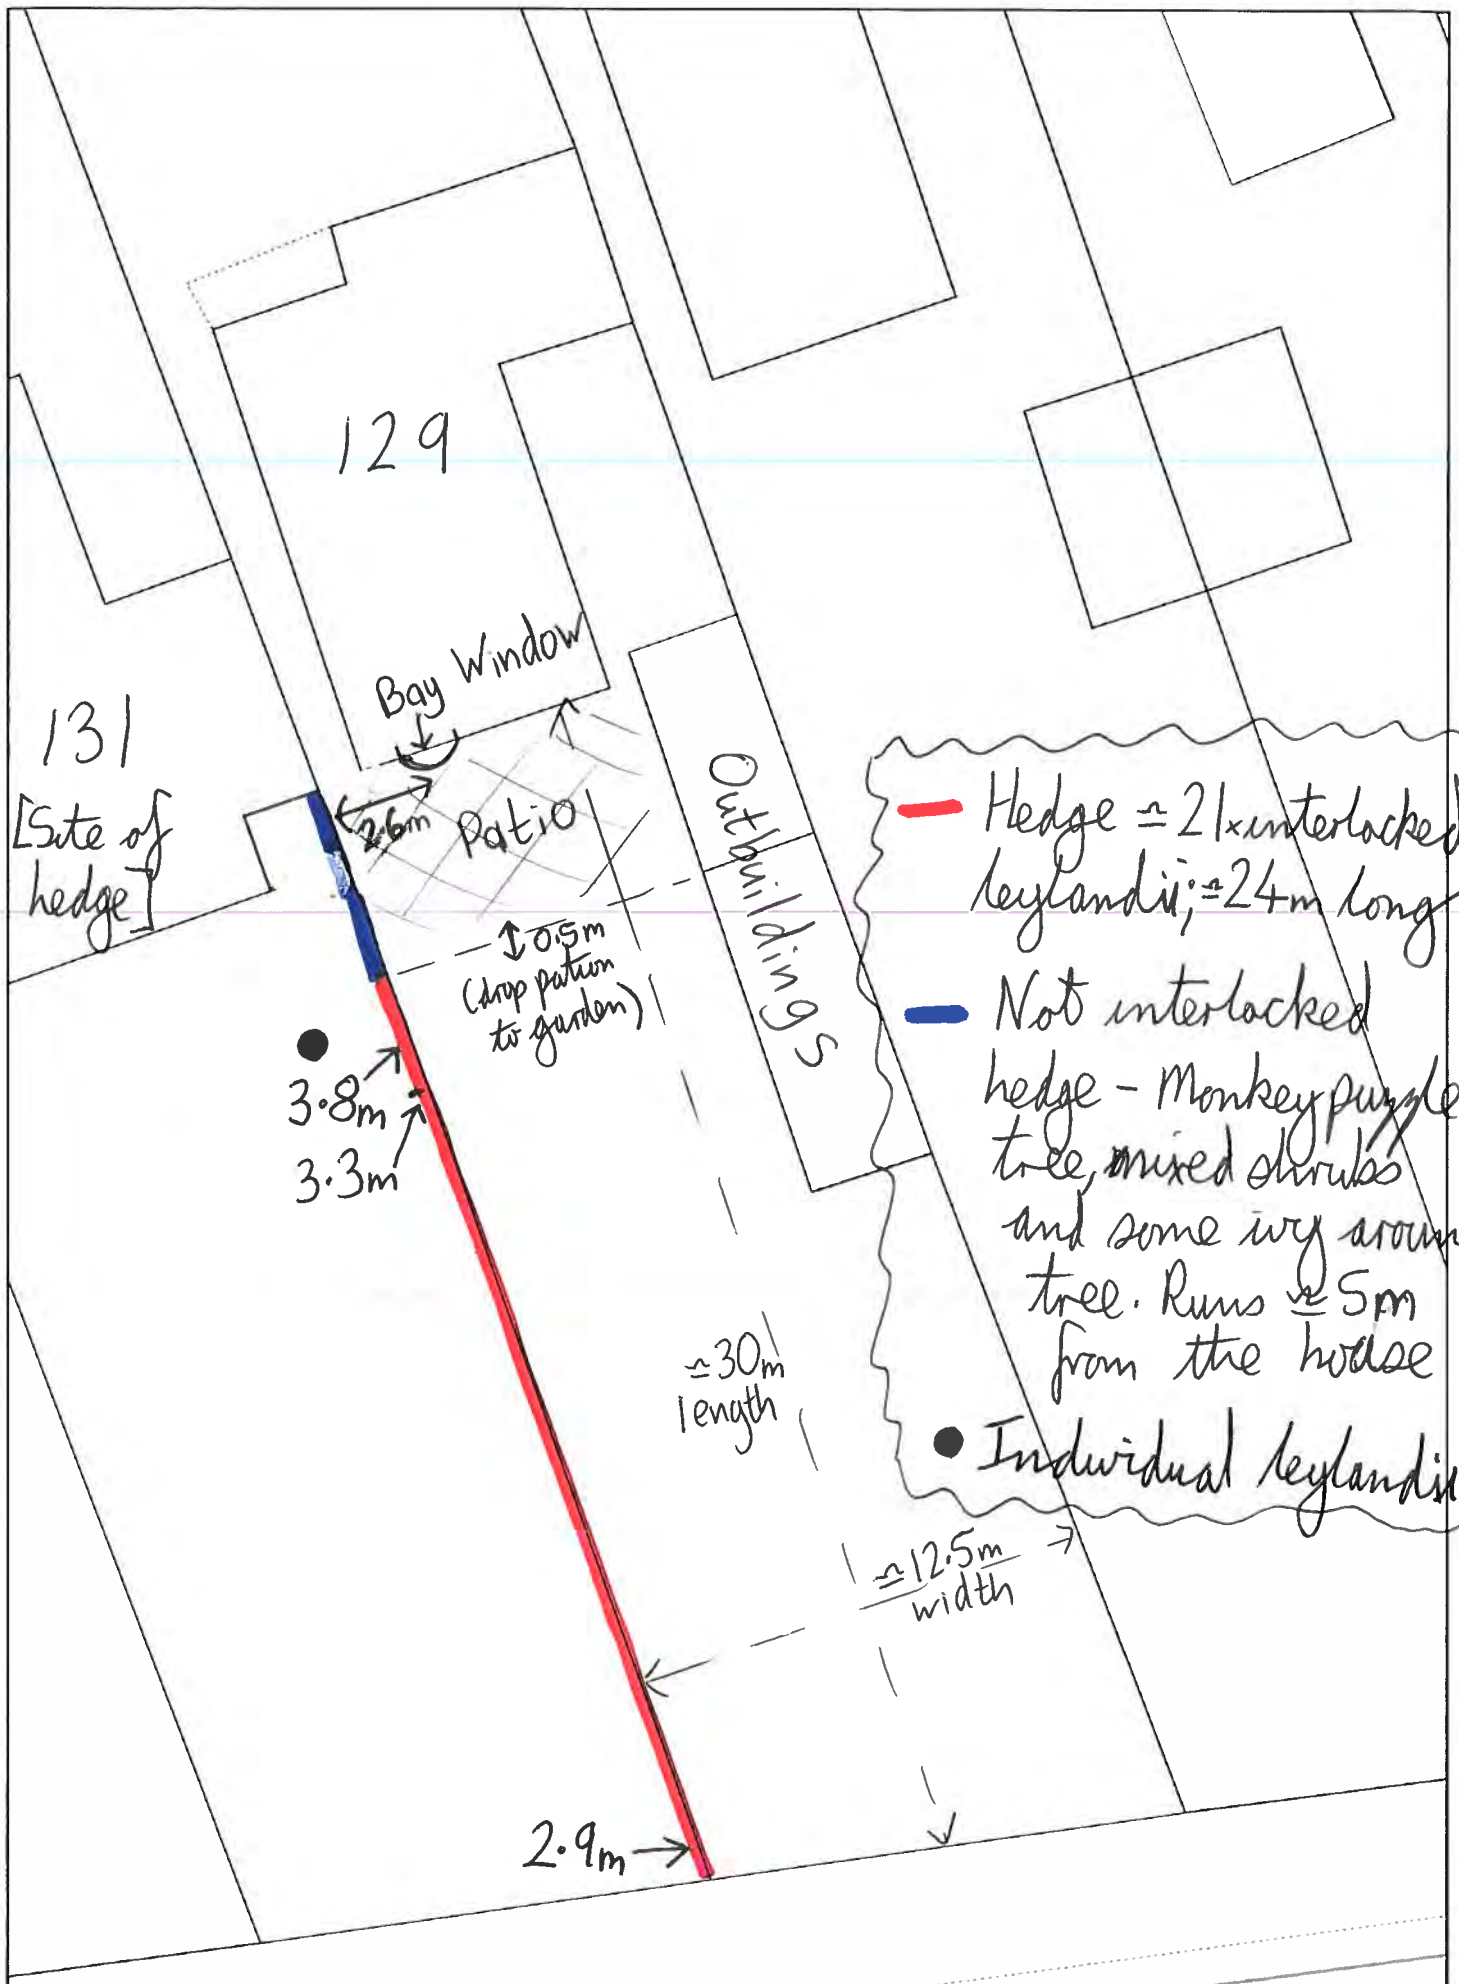 129
Bay Window
131
[Site of
hedge]
2.6m
Patio
Outbuildings
0.5m
(drop pation
to garden)
3.8m
3.3m
≃30m
length
≃12.5m
width
2.9m
Hedge ≃ 21x interlocked
leylandii; ≃24m long
Not interlocked
hedge - Monkey puzzle
tree, mixed shrubs
and some ivy aroun
tree. Runs ≃ 5m
from the house
Individual leylandii